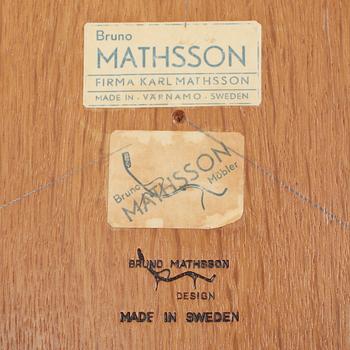 Bruno
MATHSSON
FIRMA KARL MATHSSON
MADE IN - VÄRNAMO - SWEDEN
Bruno
MATHSSON
Möbler
BRUNO MATHSSON
DESIGN
MADE IN SWEDEN